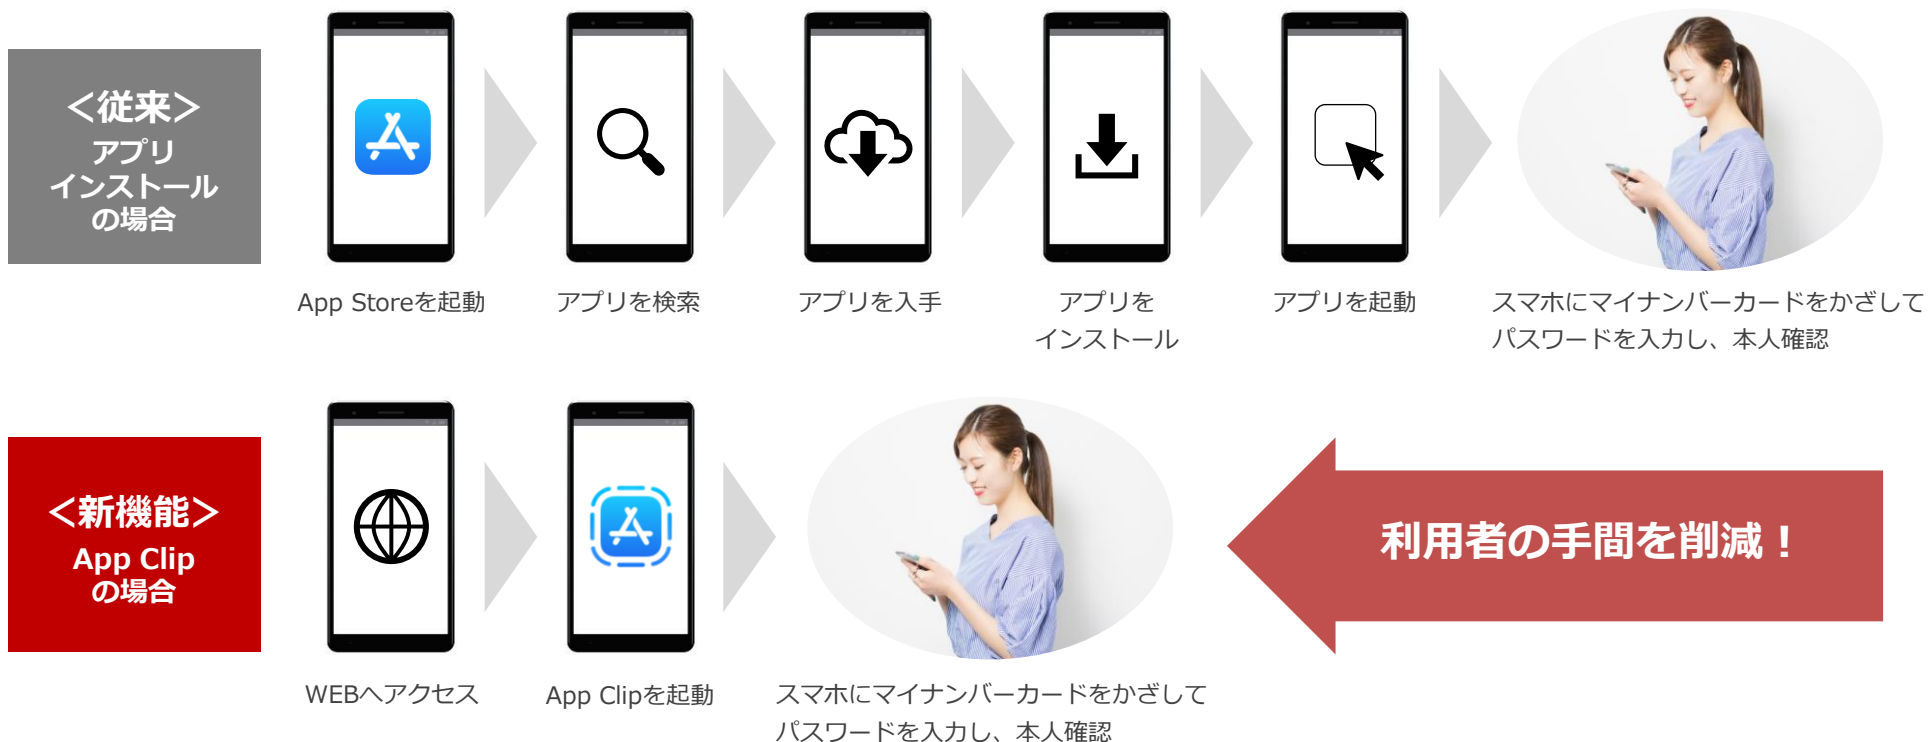 ＜従来＞
アプリ
インストール
の場合
App Storeを起動
アプリを検索
アプリを入手
アプリを
インストール
アプリを起動
スマホにマイナンバーカードをかざして
パスワードを入力し、本人確認
＜新機能＞
App Clip
の場合
WEBへアクセス
App Clipを起動
スマホにマイナンバーカードをかざして
パスワードを入力し、本人確認
利用者の手間を削減！